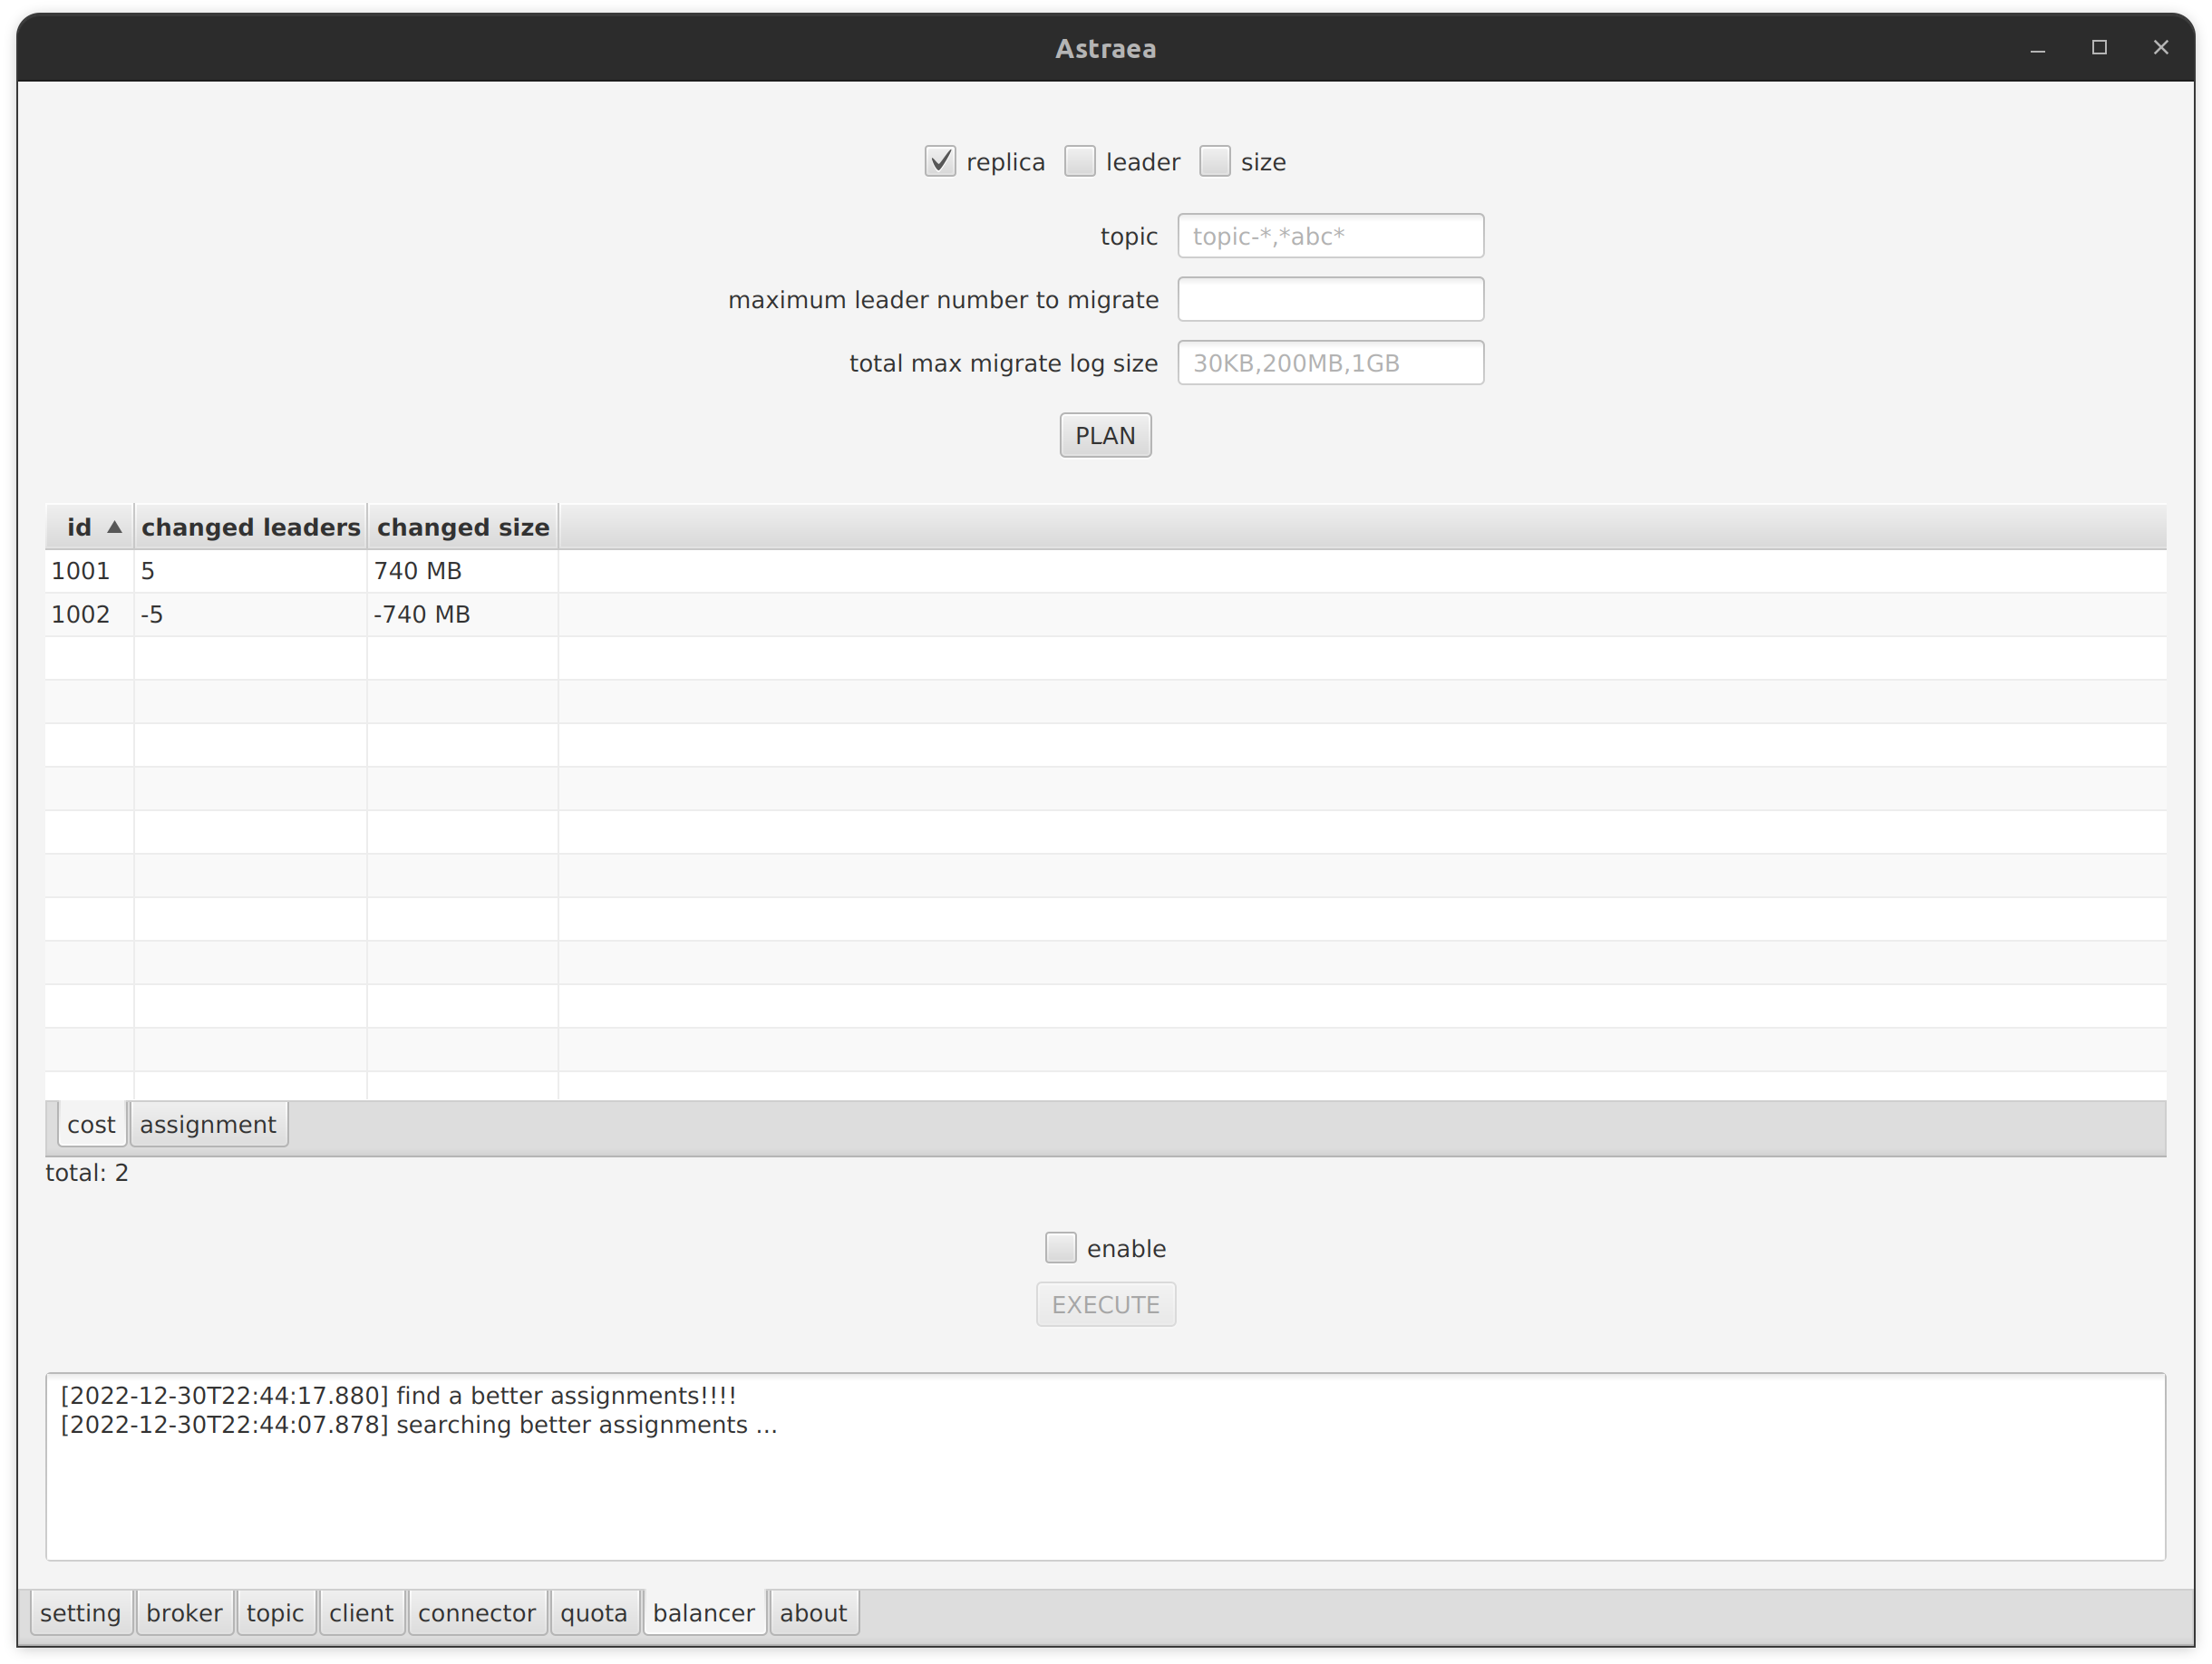 Astraea
replica leader size
topic topic-*,*abc*
maximum leader number to migrate
total max migrate log size 30KB,200MB,1GB
PLAN
id changed leaders changed size
1001 5 740 MB
1002 -5 -740 MB
cost assignment
total: 2
enable
EXECUTE
[2022-12-30T22:44:17.880] find a better assignments!!!!
[2022-12-30T22:44:07.878] searching better assignments ...
setting broker topic client connector quota balancer about